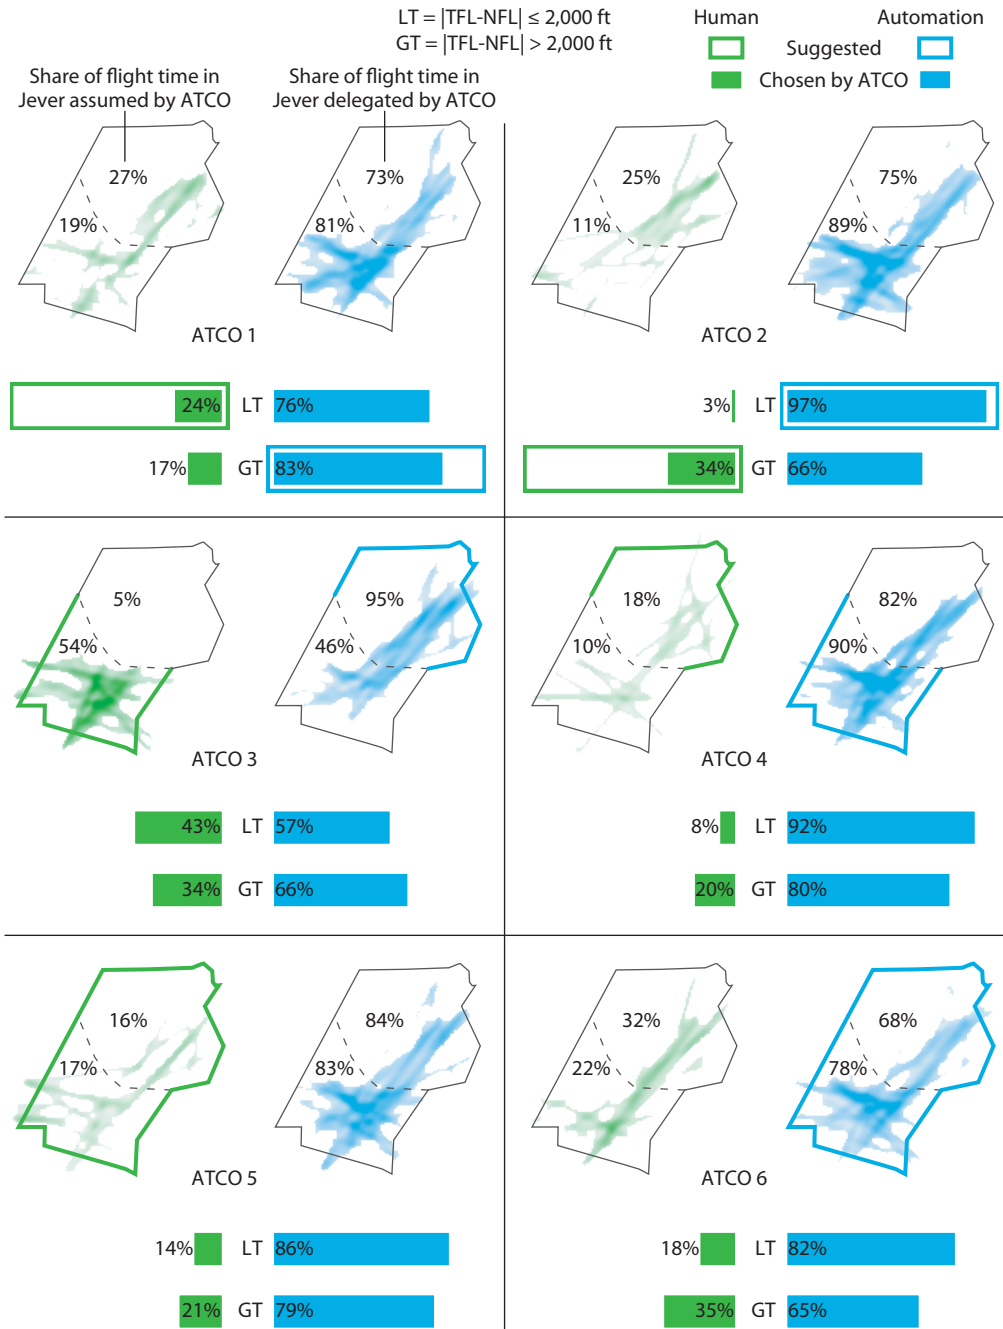 LT = |TFL-NFL| ≤ 2,000 ft
GT = |TFL-NFL| > 2,000 ft
Human Automation
Suggested
Chosen by ATCO
Share of flight time in
Jever assumed by ATCO
Share of flight time in
Jever delegated by ATCO
27%
19%
73%
81%
ATCO 1
24% LT 76%
17% GT 83%
25%
11%
75%
89%
ATCO 2
3% LT 97%
34% GT 66%
5%
54%
95%
46%
ATCO 3
43% LT 57%
34% GT 66%
18%
10%
82%
90%
ATCO 4
8% LT 92%
20% GT 80%
16%
17%
84%
83%
ATCO 5
14% LT 86%
21% GT 79%
32%
22%
68%
78%
ATCO 6
18% LT 82%
35% GT 65%